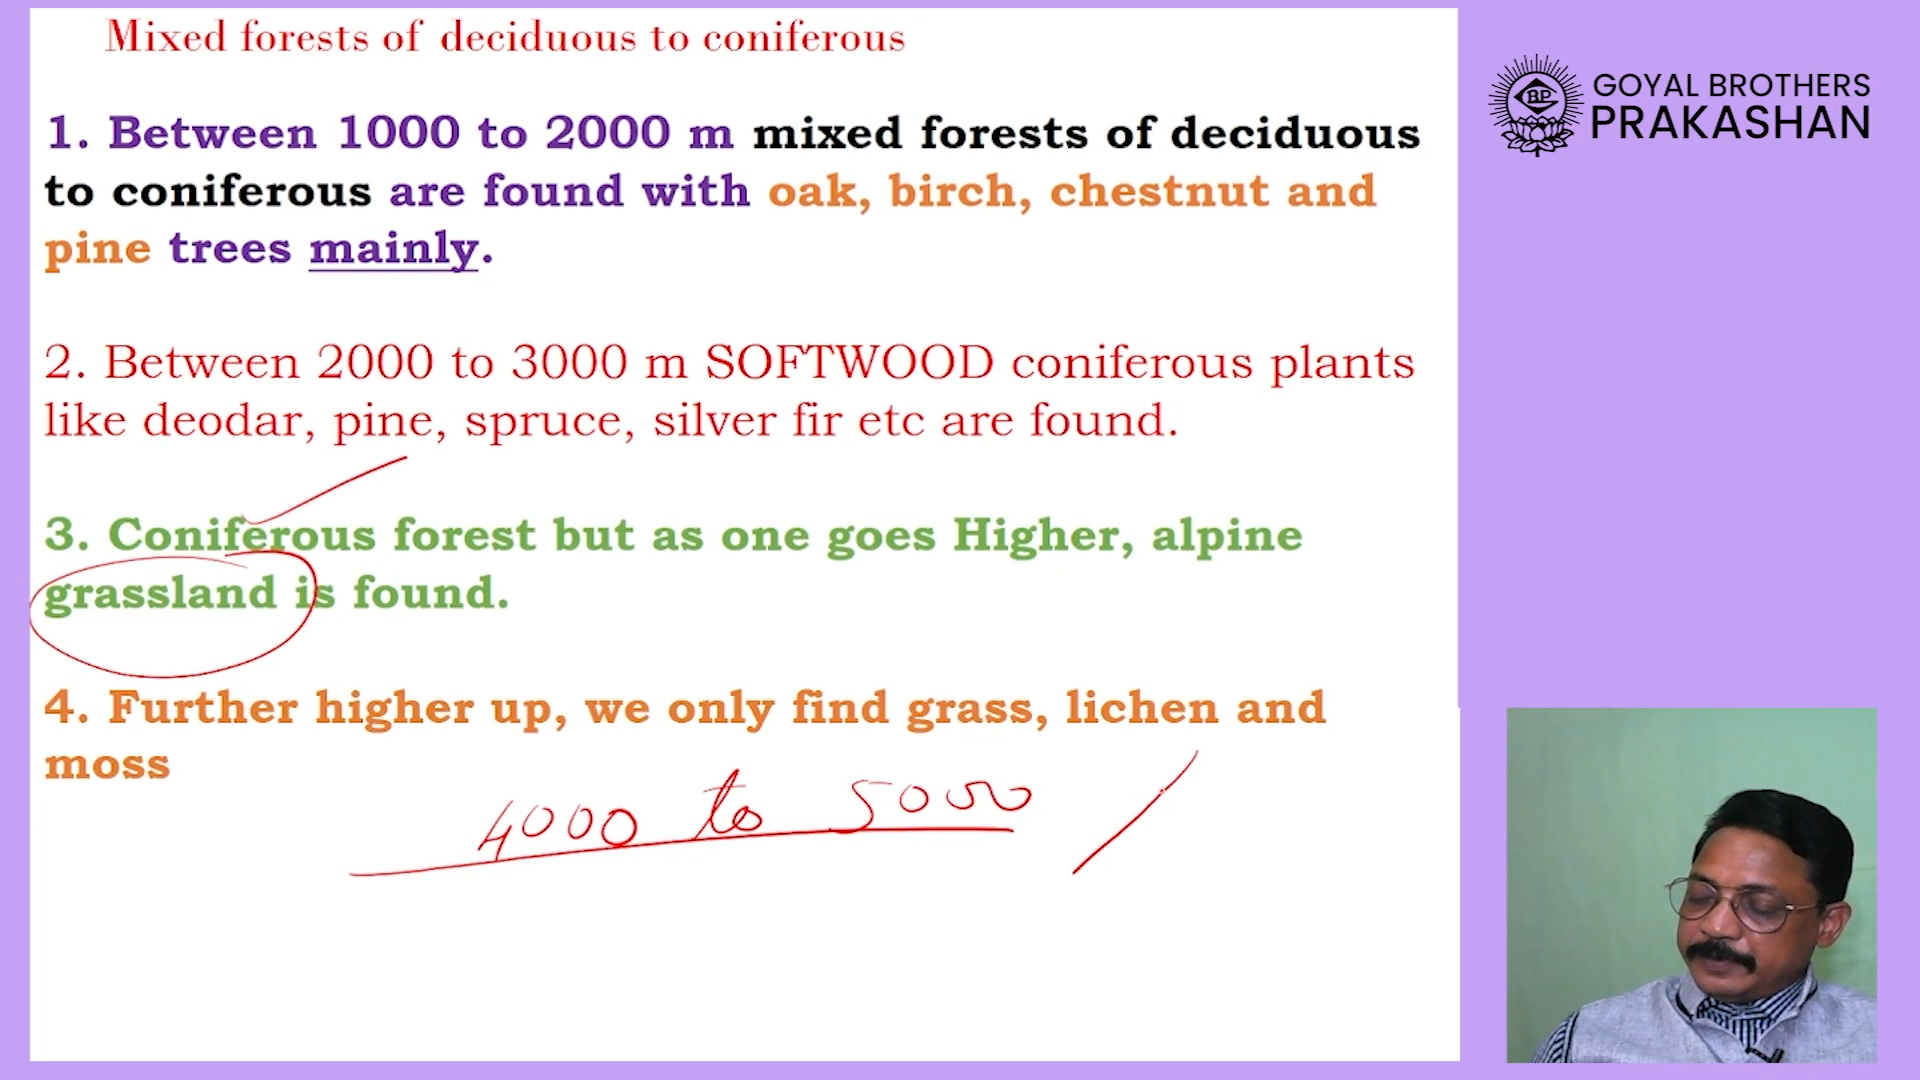 Mixed forests of deciduous to coniferous
1. Between 1000 to 2000 m mixed forests of deciduous
to coniferous are found with oak, birch, chestnut and
pine trees mainly.
2. Between 2000 to 3000 m SOFTWOOD coniferous plants
like deodar, pine, spruce, silver fir etc are found.
3. Coniferous forest but as one goes Higher, alpine
grassland is found.
4. Further higher up, we only find grass, lichen and
moss
4000 to 5000
BP
GOYAL BROTHERS
PRAKASHAN